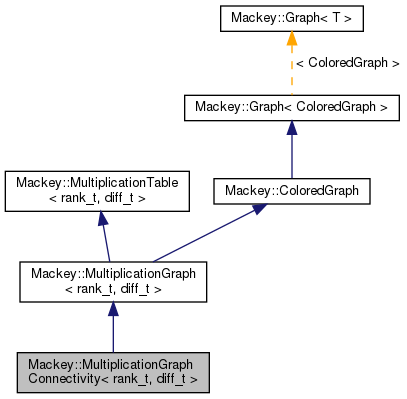 Mackey::Graph< T >
< ColoredGraph >
Mackey::Graph< ColoredGraph >
Mackey::MultiplicationTable
< rank_t, diff_t >
Mackey::ColoredGraph
Mackey::MultiplicationGraph
< rank_t, diff_t >
Mackey::MultiplicationGraph
Connectivity< rank_t, diff_t >